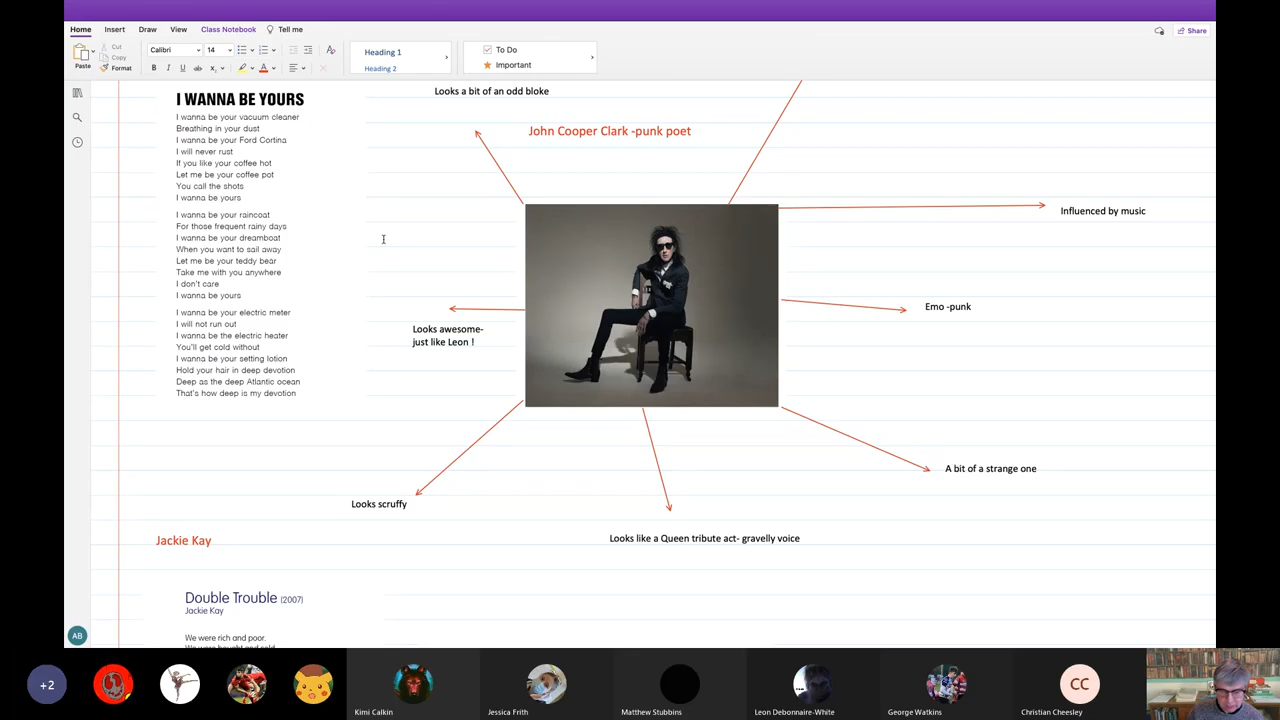 Home Insert Draw View Class Notebook Tell me
Share
Paste
Cut
Copy
Format
Calibri 14
B I U ab
Heading 1
Heading 2
To Do
Important
I WANNA BE YOURS
I wanna be your vacuum cleaner
Breathing in your dust
I wanna be your Ford Cortina
I will never rust
If you like your coffee hot
Let me be your coffee pot
You call the shots
I wanna be yours
I wanna be your raincoat
For those frequent rainy days
I wanna be your dreamboat
When you want to sail away
Let me be your teddy bear
Take me with you anywhere
I don't care
I wanna be yours
I wanna be your electric meter
I will not run out
I wanna be the electric heater
You'll get cold without
I wanna be your setting lotion
Hold your hair in deep devotion
Deep as the deep Atlantic ocean
That's how deep is my devotion
Looks a bit of an odd bloke
John Cooper Clark -punk poet
Influenced by music
Emo -punk
Looks awesome-
just like Leon !
A bit of a strange one
Looks scruffy
Looks like a Queen tribute act- gravelly voice
Jackie Kay
Double Trouble (2007)
Jackie Kay
We were rich and poor.
We were bought and sold
AB
+2
Kimi Calkin
Jessica Frith
Matthew Stubbins
Leon Debonnaire-White
George Watkins
CC
Christian Cheesley